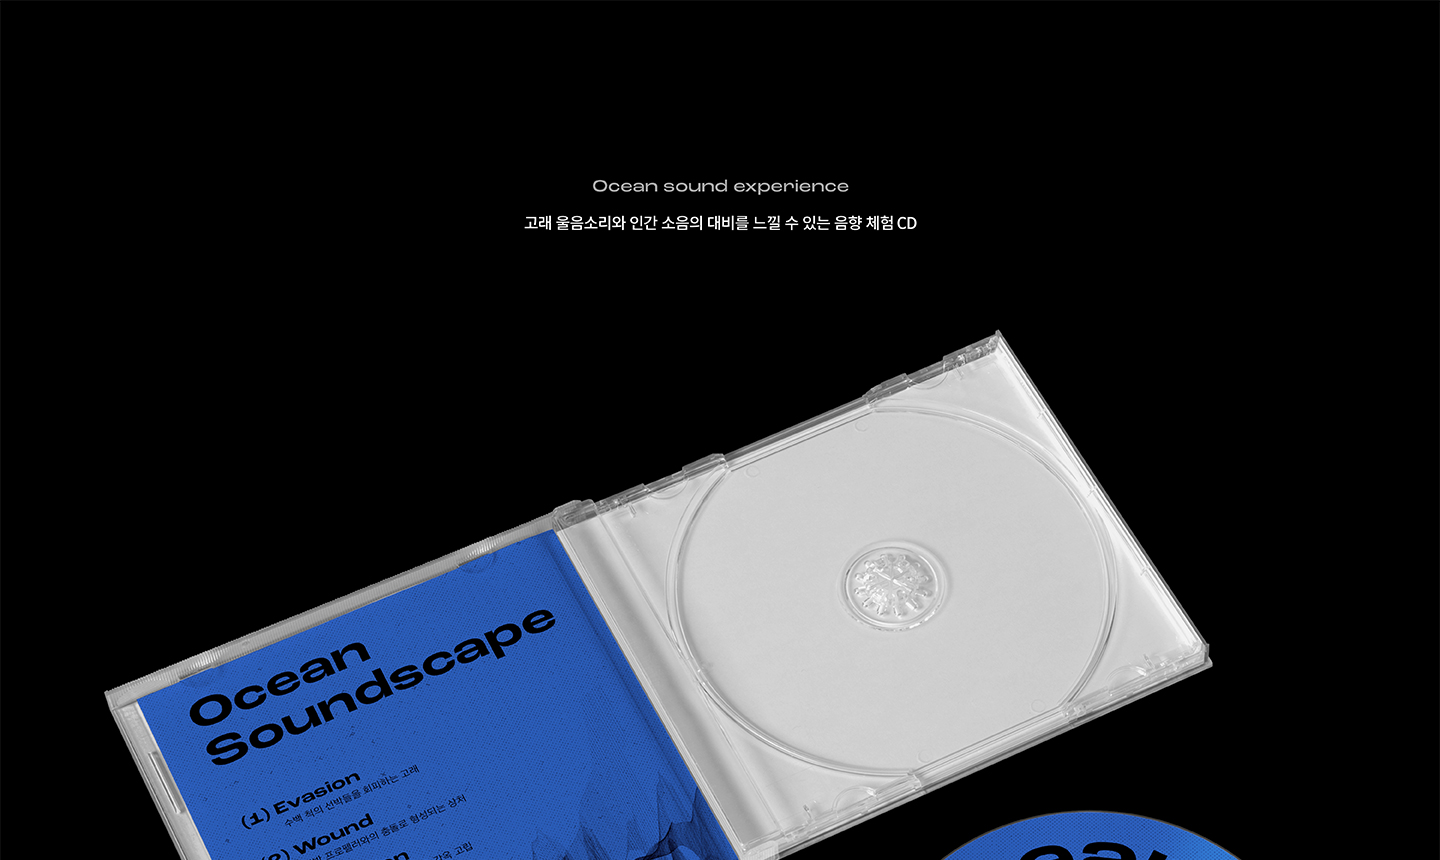 Ocean sound experience
고래 울음소리와 인간 소음의 대비를 느낄 수 있는 음향 체험 CD
Ocean
Soundscape
(1) Evasion
수백 척의 선박들을 회피하는 고래
(2) Wound
프로펠러와의 충돌로 형성되는 상처
고립